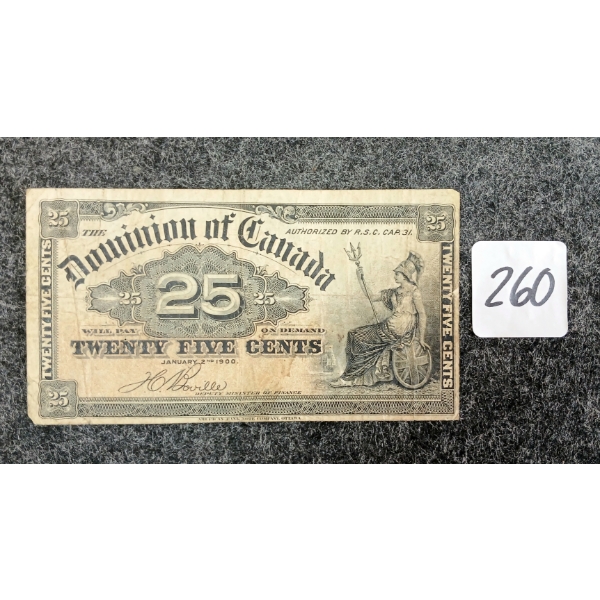 25
25
THE
Dominion of Canada
AUTHORIZED BY R.S.C. CAP. 31.
25
25
25
WILL PAY
ON DEMAND
TWENTY FIVE CENTS
JANUARY 2ND 1900.
DEPUTY MINISTER OF FINANCE
25
25
TWENTY FIVE CENTS
TWENTY FIVE CENTS
260